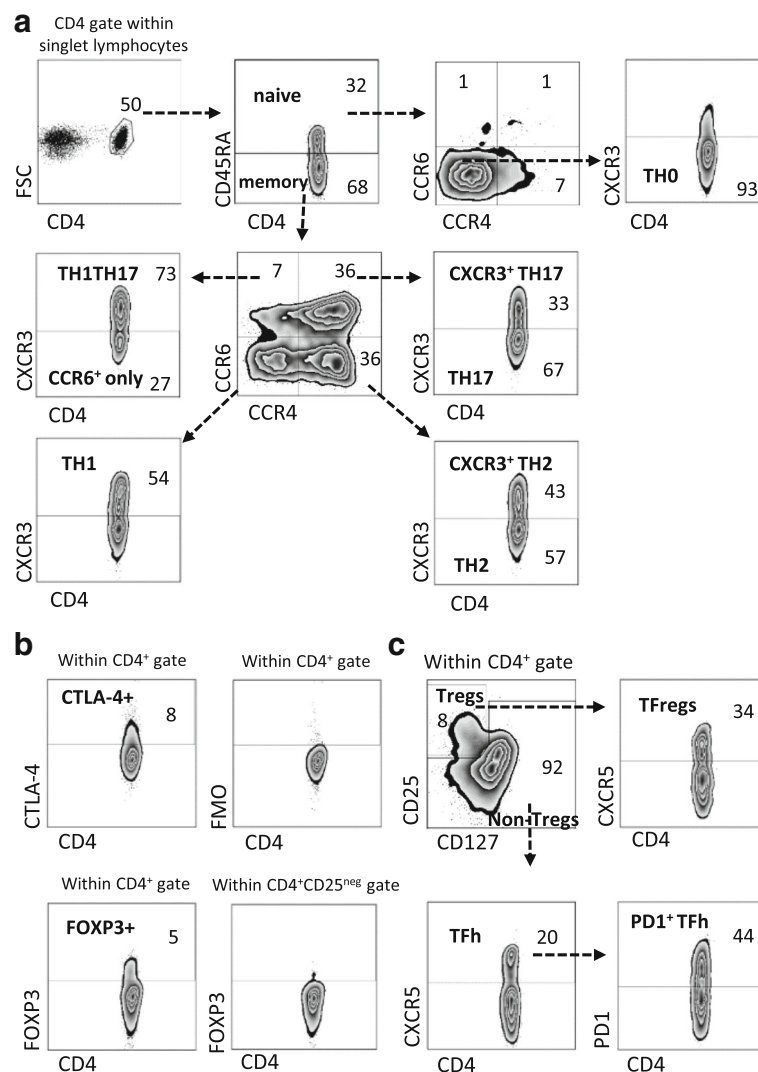 a
CD4 gate within
singlet lymphocytes
50
FSC
CD4
naive
32
memory
68
CD45RA
CD4
1
1
7
CCR6
CCR4
TH0
93
CXCR3
CD4
TH1TH17
73
CCR6⁺ only
27
CXCR3
CD4
7
36
36
CCR6
CCR4
CXCR3⁺ TH17
33
TH17
67
CXCR3
CD4
TH1
54
CXCR3
CD4
CXCR3⁺ TH2
43
TH2
57
CXCR3
CD4
b
Within CD4⁺ gate
CTLA-4+
8
CTLA-4
CD4
Within CD4⁺ gate
FMO
CD4
Within CD4⁺ gate
FOXP3+
5
FOXP3
CD4
Within CD4⁺CD25ⁿᵉᵍ gate
FOXP3
CD4
c
Within CD4⁺ gate
Tregs
8
92
Non-Tregs
CD25
CD127
TFregs
34
CXCR5
CD4
TFh
20
CXCR5
CD4
PD1⁺ TFh
44
PD1
CD4